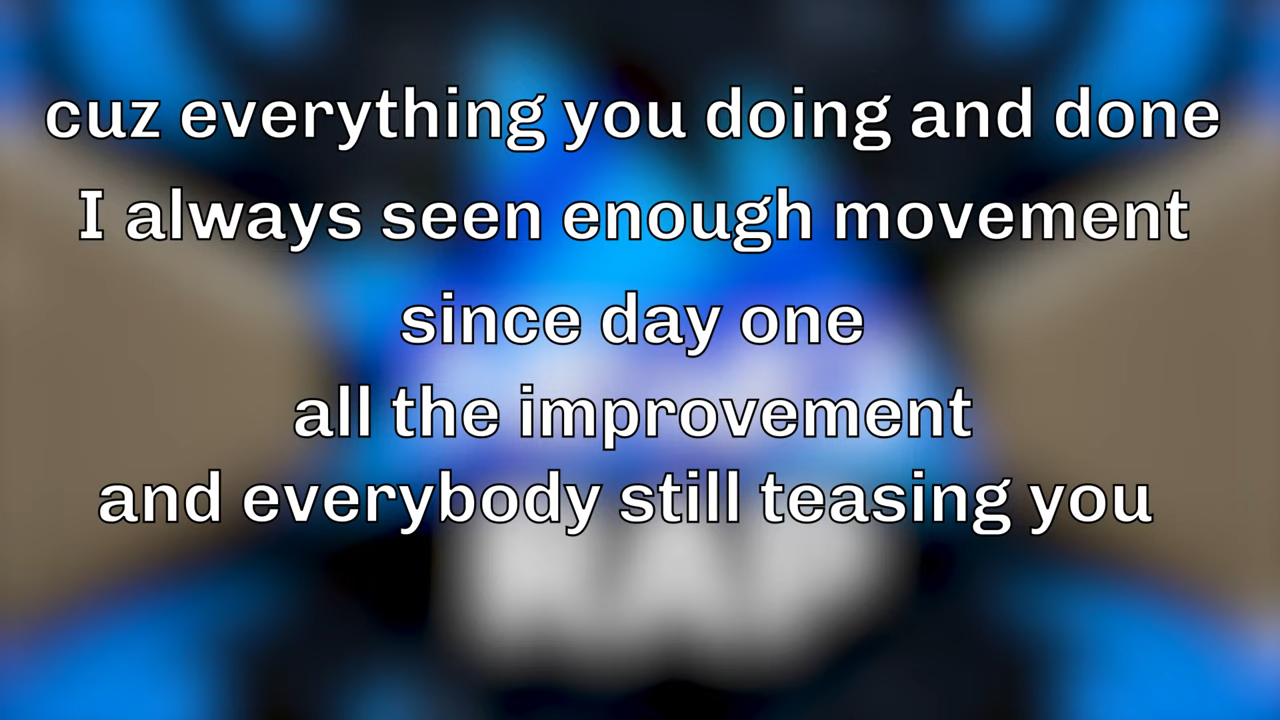 cuz everything you doing and done
I always seen enough movement
since day one
all the improvement
and everybody still teasing you